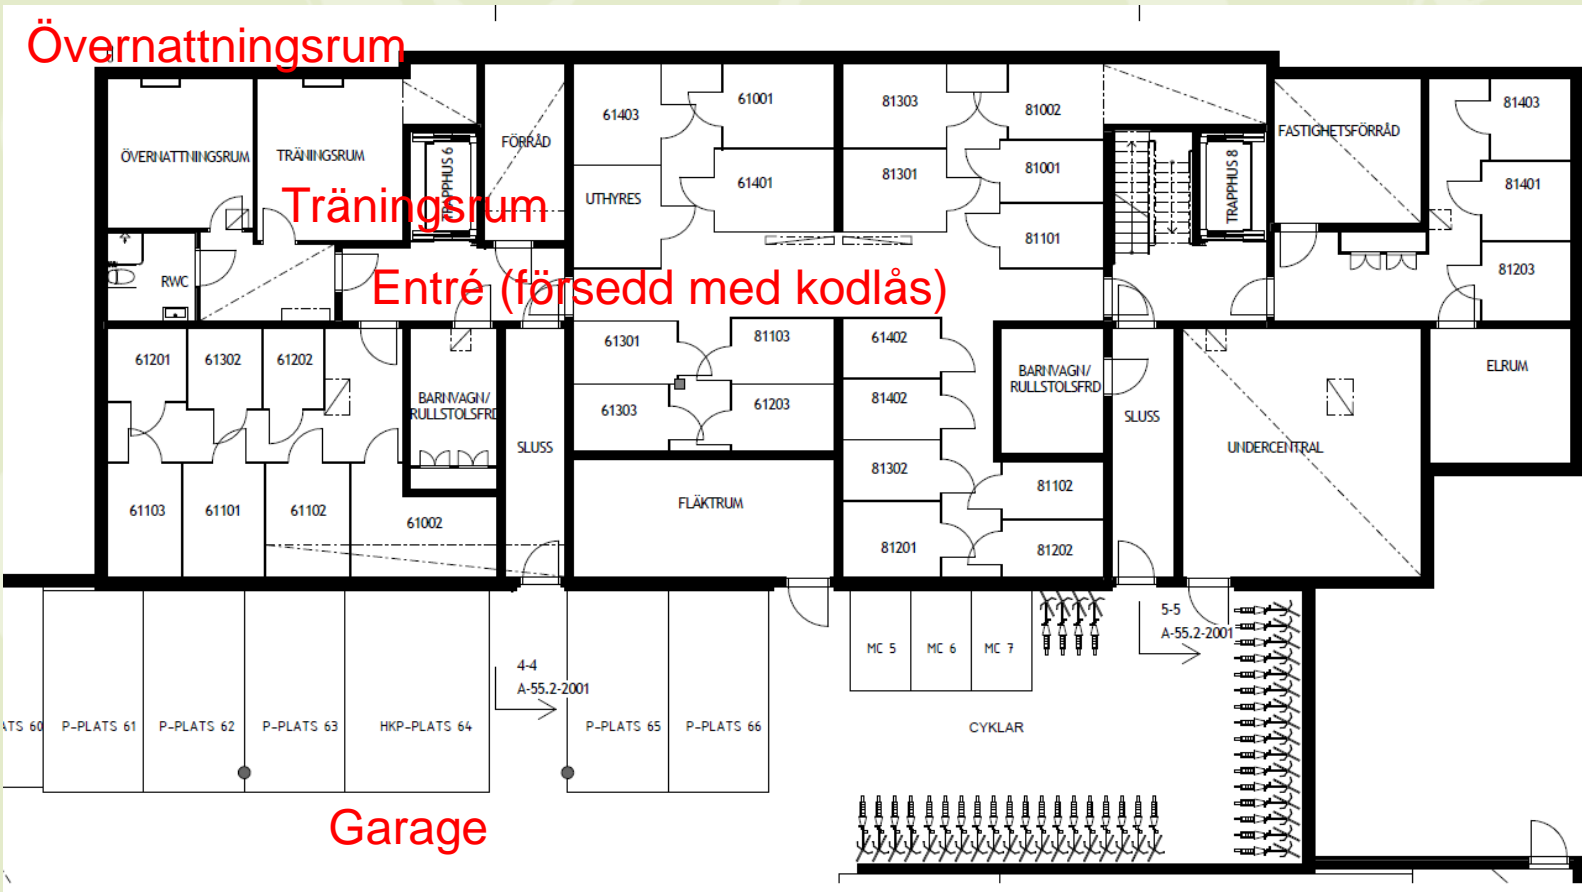 Övernattningsrum
61001
81303
81002
81403
61403
FÖRRÅD
FASTIGHETSFÖRRÅD
ÖVERNATTNINGSRUM
TRÄNINGSRUM
TRAPPHUS 6
TRAPPHUS 8
61401
81301
81001
81401
UTHYRES
Träningsrum
81101
81203
RWC
Entré (försedd med kodlås)
61201
61302
61202
61301
81103
61402
BARNVAGN/
RULLSTOLSFRD
ELRUM
BARNVAGN/
RULLSTOLSFRD
61303
61203
81402
SLUSS
SLUSS
UNDERCENTRAL
81302
81102
61103
61101
61102
61002
FLÄKTRUM
81201
81202
5-5
A-55.2-2001
MC 5
MC 6
MC 7
4-4
A-55.2-2001
ATS 60
P-PLATS 61
P-PLATS 62
P-PLATS 63
HKP-PLATS 64
P-PLATS 65
P-PLATS 66
CYKLAR
Garage